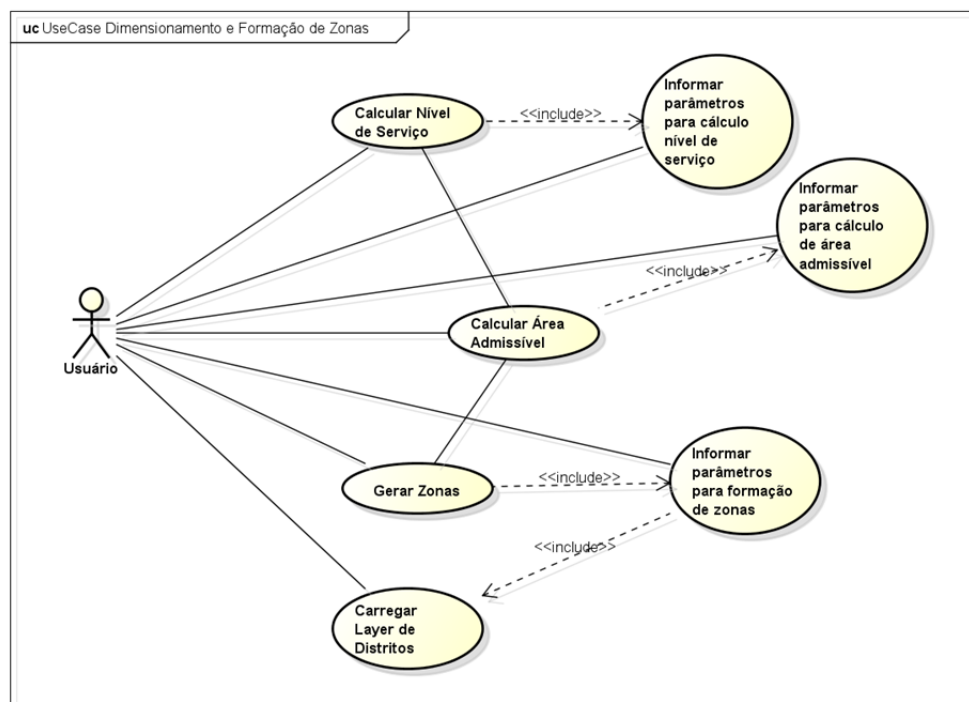 uc UseCase Dimensionamento e Formação de Zonas
Calcular Nível
de Serviço
<<include>>
Informar
parâmetros
para cálculo
nível de
serviço
Informar
parâmetros
para cálculo
de área
admissível
<<include>>
Calcular Área
Admissível
Usuário
Informar
parâmetros
para formação
de zonas
<<include>>
Gerar Zonas
<<include>>
Carregar
Layer de
Distritos